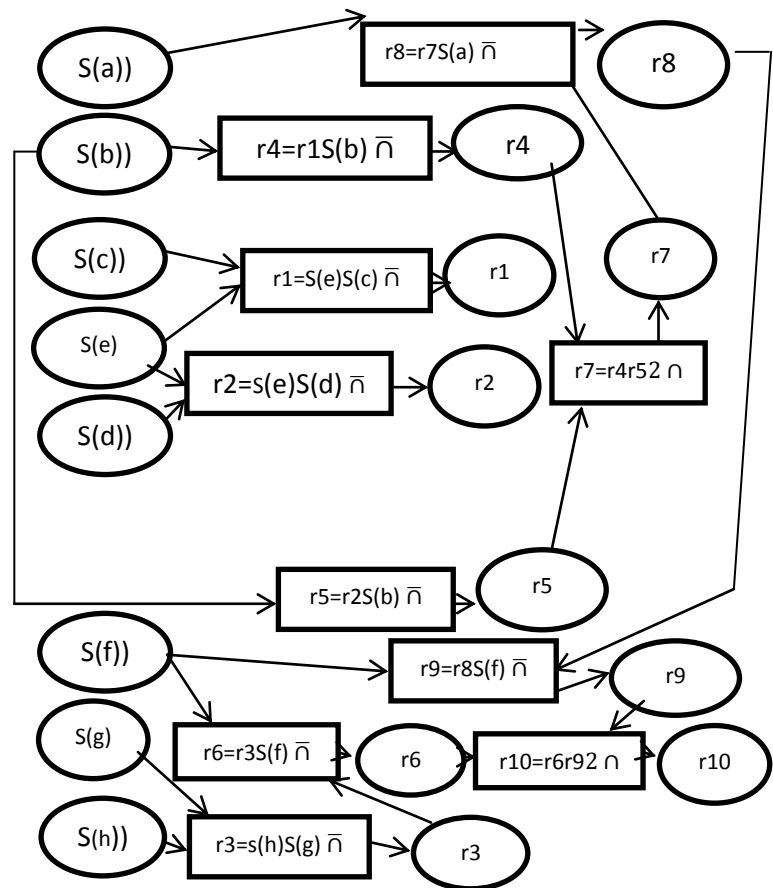 S(a))
r8=r7S(a) n̅
r8
S(b))
r4=r1S(b) n̅
r4
S(c))
r1=S(e)S(c) n̅
r1
r7
S(e)
r2=s(e)S(d) n̅
r2
r7=r4r52 ∩
S(d))
r5=r2S(b) n̅
r5
S(f))
r9=r8S(f) n̅
r9
S(g)
r6=r3S(f) n̅
r6
r10=r6r92 ∩
r10
S(h))
r3=s(h)S(g) n̅
r3